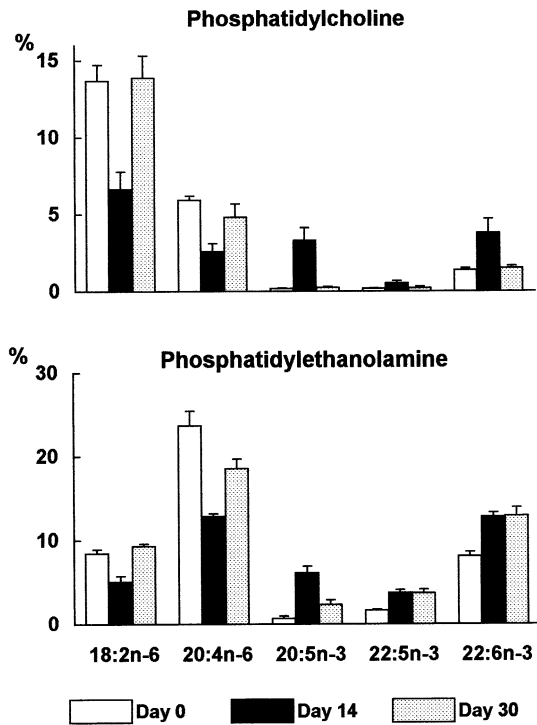 Phosphatidylcholine
%
15
10
5
0
Phosphatidylethanolamine
%
30
20
10
0
18:2n-6 20:4n-6 20:5n-3 22:5n-3 22:6n-3
Day 0 Day 14 Day 30